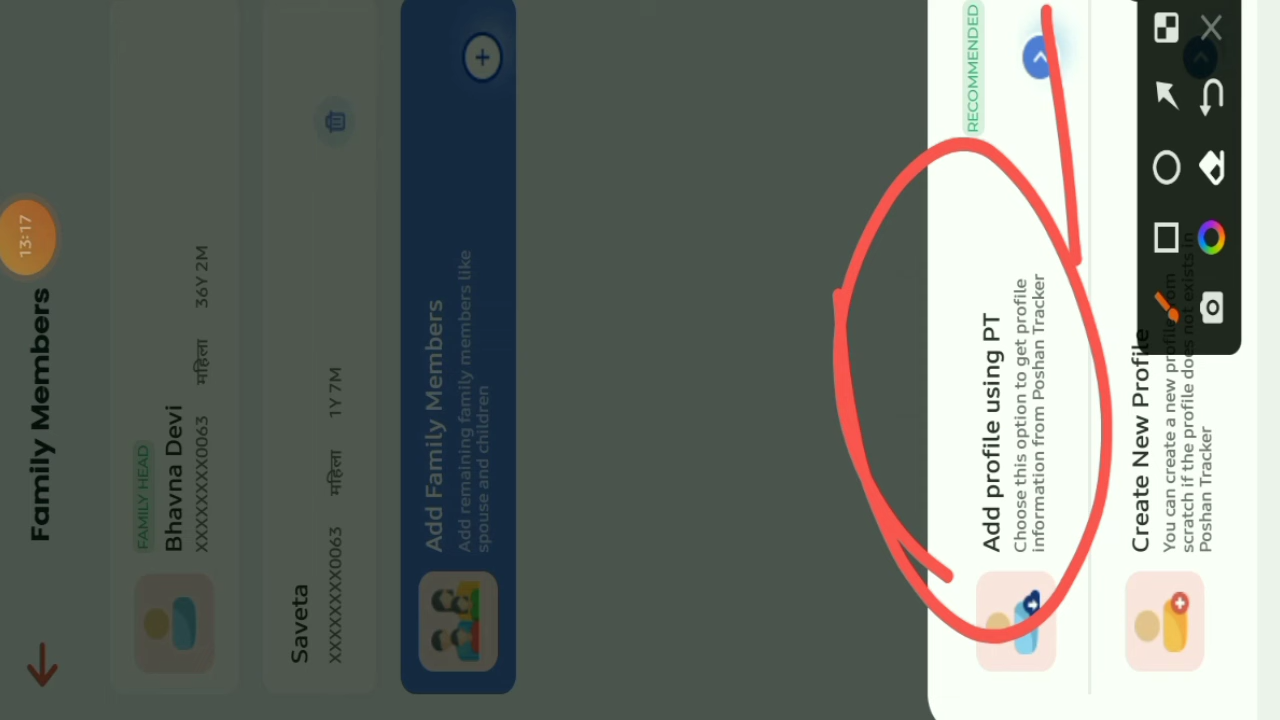 13:17
Family Members
FAMILY HEAD
Bhavna Devi
XXXXXXXX0063 महिला 36Y 2M
Saveta
XXXXXXXX0063 महिला 1Y 7M
Add Family Members
Add remaining family members like
spouse and children
RECOMMENDED
Add profile using PT
Choose this option to get profile
information from Poshan Tracker
Create New Profile
You can create a new profile from
scratch if the profile does not exists in
Poshan Tracker